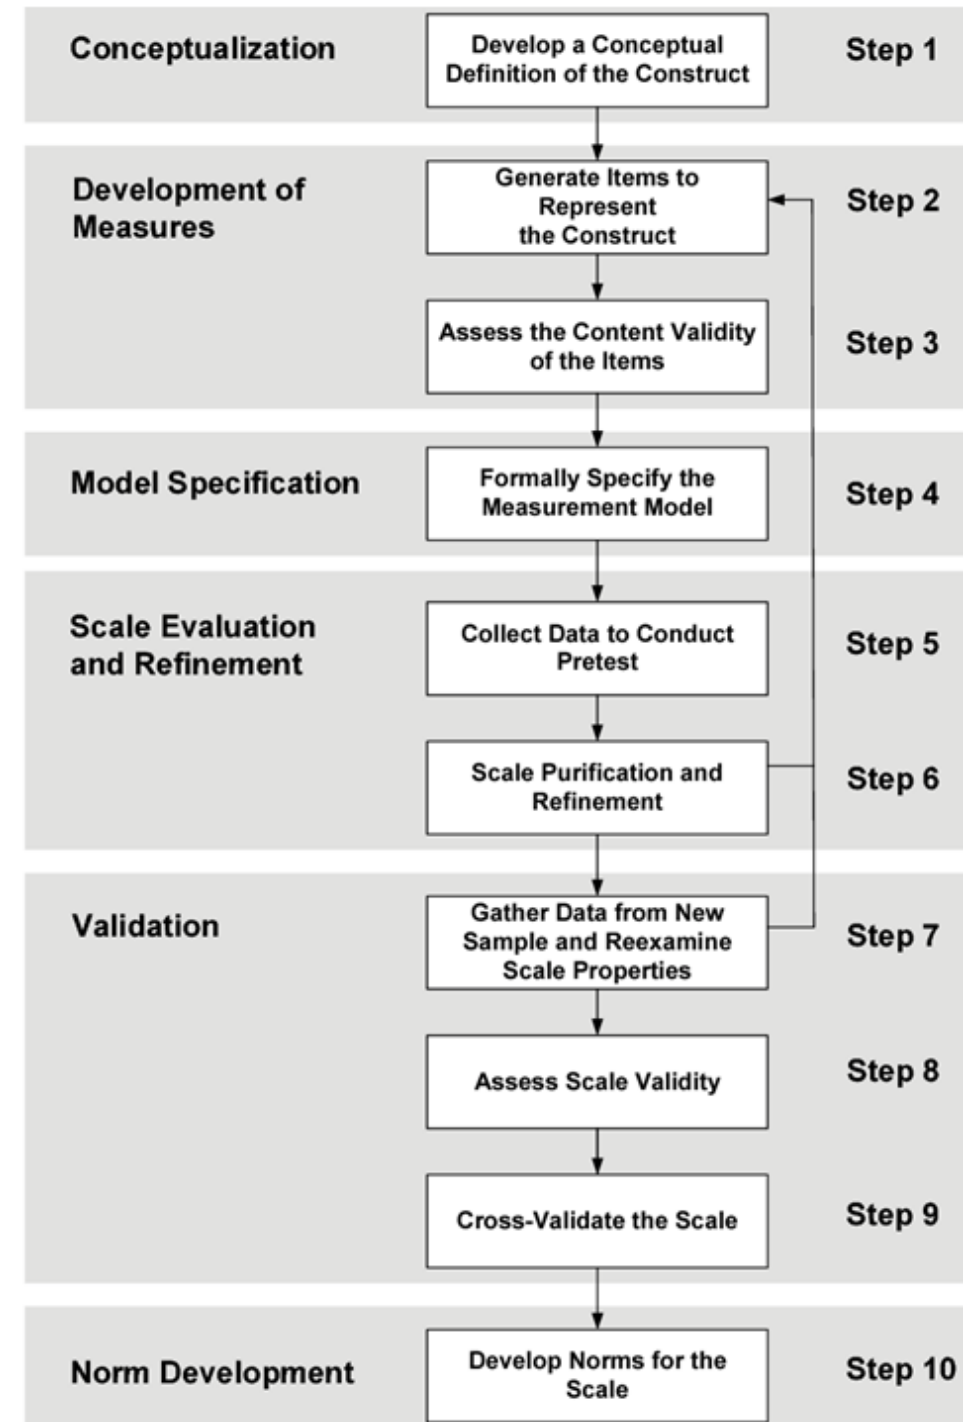 Conceptualization
Develop a Conceptual
Definition of the Construct
Step 1
Development of
Measures
Generate Items to
Represent
the Construct
Step 2
Assess the Content Validity
of the Items
Step 3
Model Specification
Formally Specify the
Measurement Model
Step 4
Scale Evaluation
and Refinement
Collect Data to Conduct
Pretest
Step 5
Scale Purification and
Refinement
Step 6
Validation
Gather Data from New
Sample and Reexamine
Scale Properties
Step 7
Assess Scale Validity
Step 8
Cross-Validate the Scale
Step 9
Norm Development
Develop Norms for the
Scale
Step 10